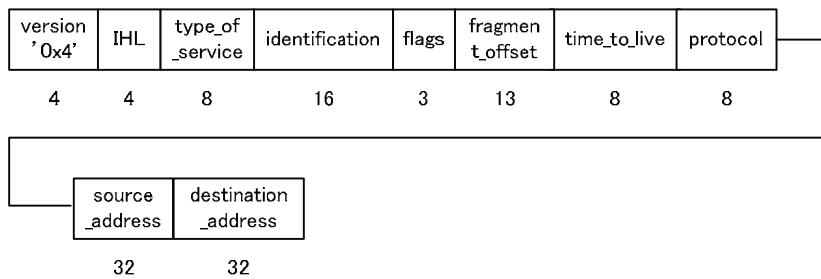 version
'0x4'
IHL
type_of
_service
identification
flags
fragmen
t_offset
time_to_live
protocol
4
4
8
16
3
13
8
8
source
_address
destination
_address
32
32